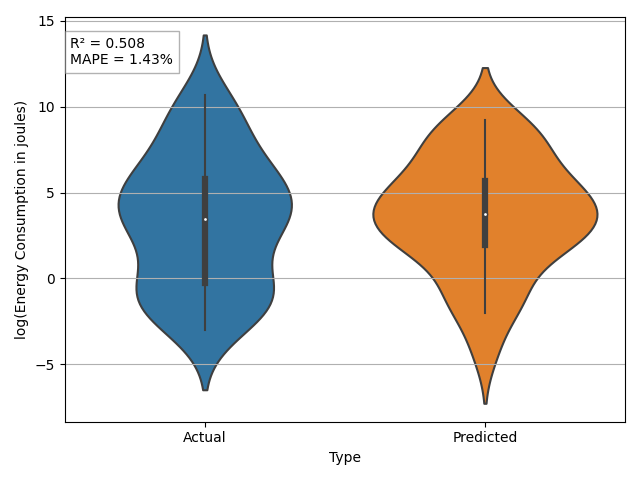 R² = 0.508
MAPE = 1.43%
15
10
5
0
−5
log(Energy Consumption in joules)
Actual
Predicted
Type